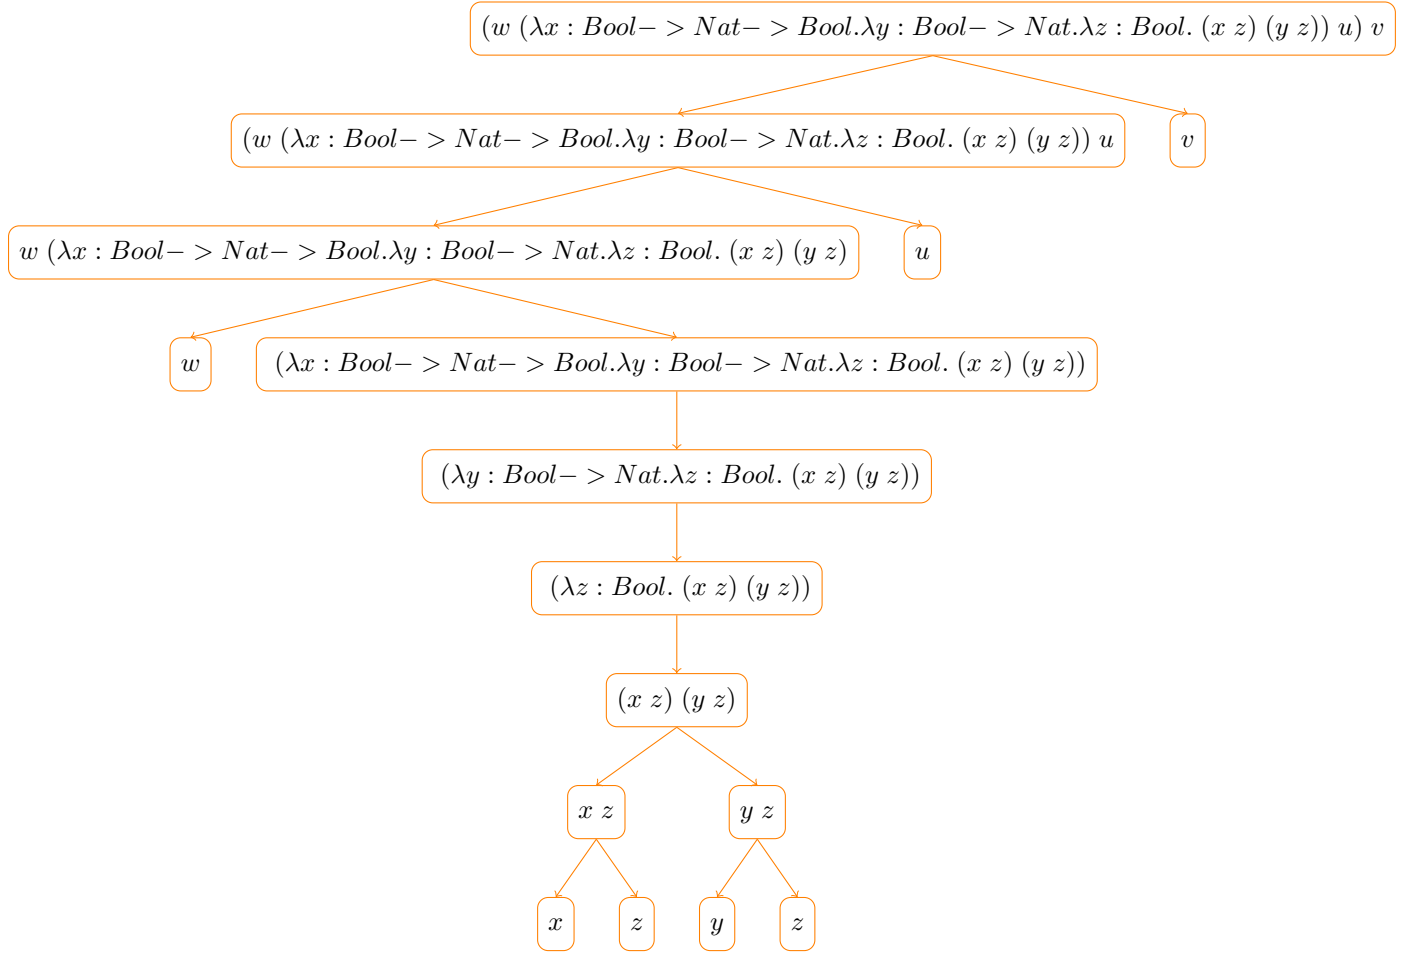 (w (λx : Bool− > Nat− > Bool.λy : Bool− > Nat.λz : Bool. (x z) (y z)) u) v
(w (λx : Bool− > Nat− > Bool.λy : Bool− > Nat.λz : Bool. (x z) (y z)) u
v
w (λx : Bool− > Nat− > Bool.λy : Bool− > Nat.λz : Bool. (x z) (y z)
u
w
(λx : Bool− > Nat− > Bool.λy : Bool− > Nat.λz : Bool. (x z) (y z))
(λy : Bool− > Nat.λz : Bool. (x z) (y z))
(λz : Bool. (x z) (y z))
(x z) (y z)
x z
y z
x
z
y
z